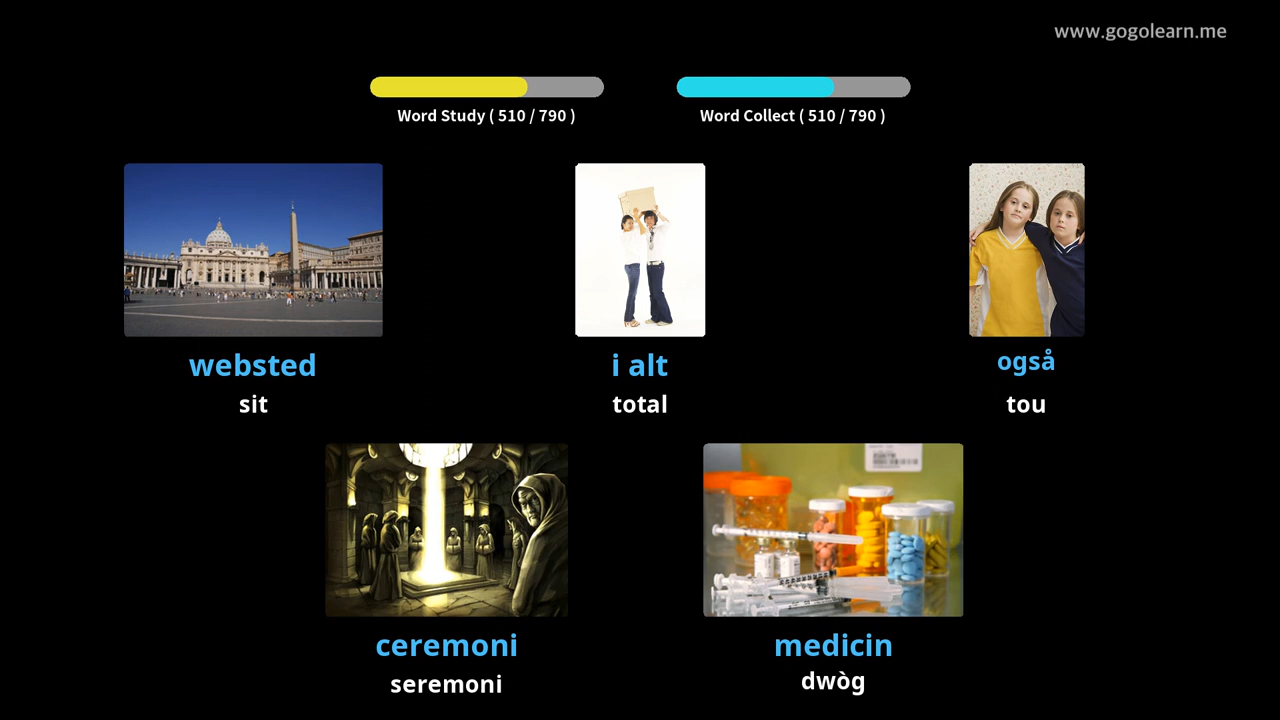 www.gogolearn.me
Word Study ( 510 / 790 )
Word Collect ( 510 / 790 )
websted
sit
i alt
total
også
tou
ceremoni
seremoni
medicin
dwòg